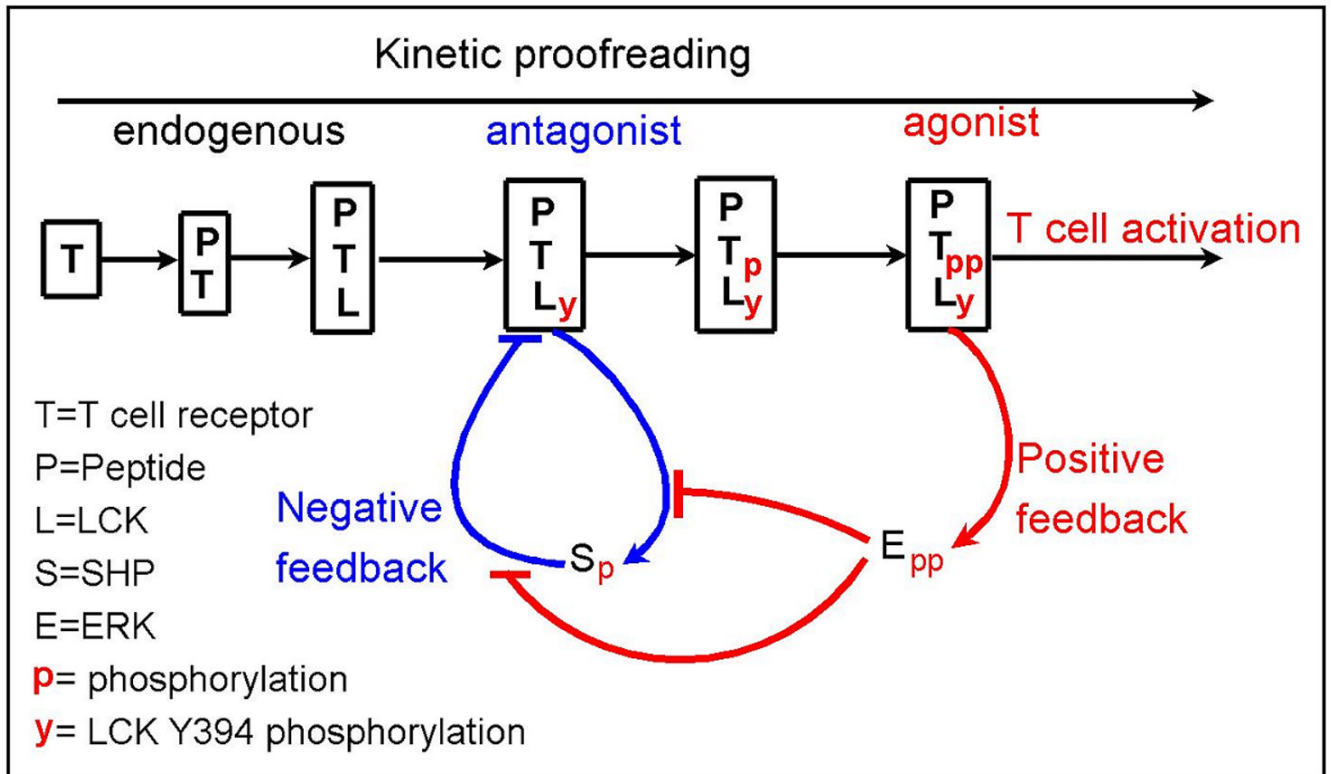 Kinetic proofreading
endogenous antagonist agonist
T
P
T
P
T
L
P
T
Ly
P
Tp
Ly
P
Tpp
Ly
T cell activation
T=T cell receptor
P=Peptide
L=LCK
S=SHP
E=ERK
p= phosphorylation
y= LCK Y394 phosphorylation
Negative
feedback
Sp
Epp
Positive
feedback